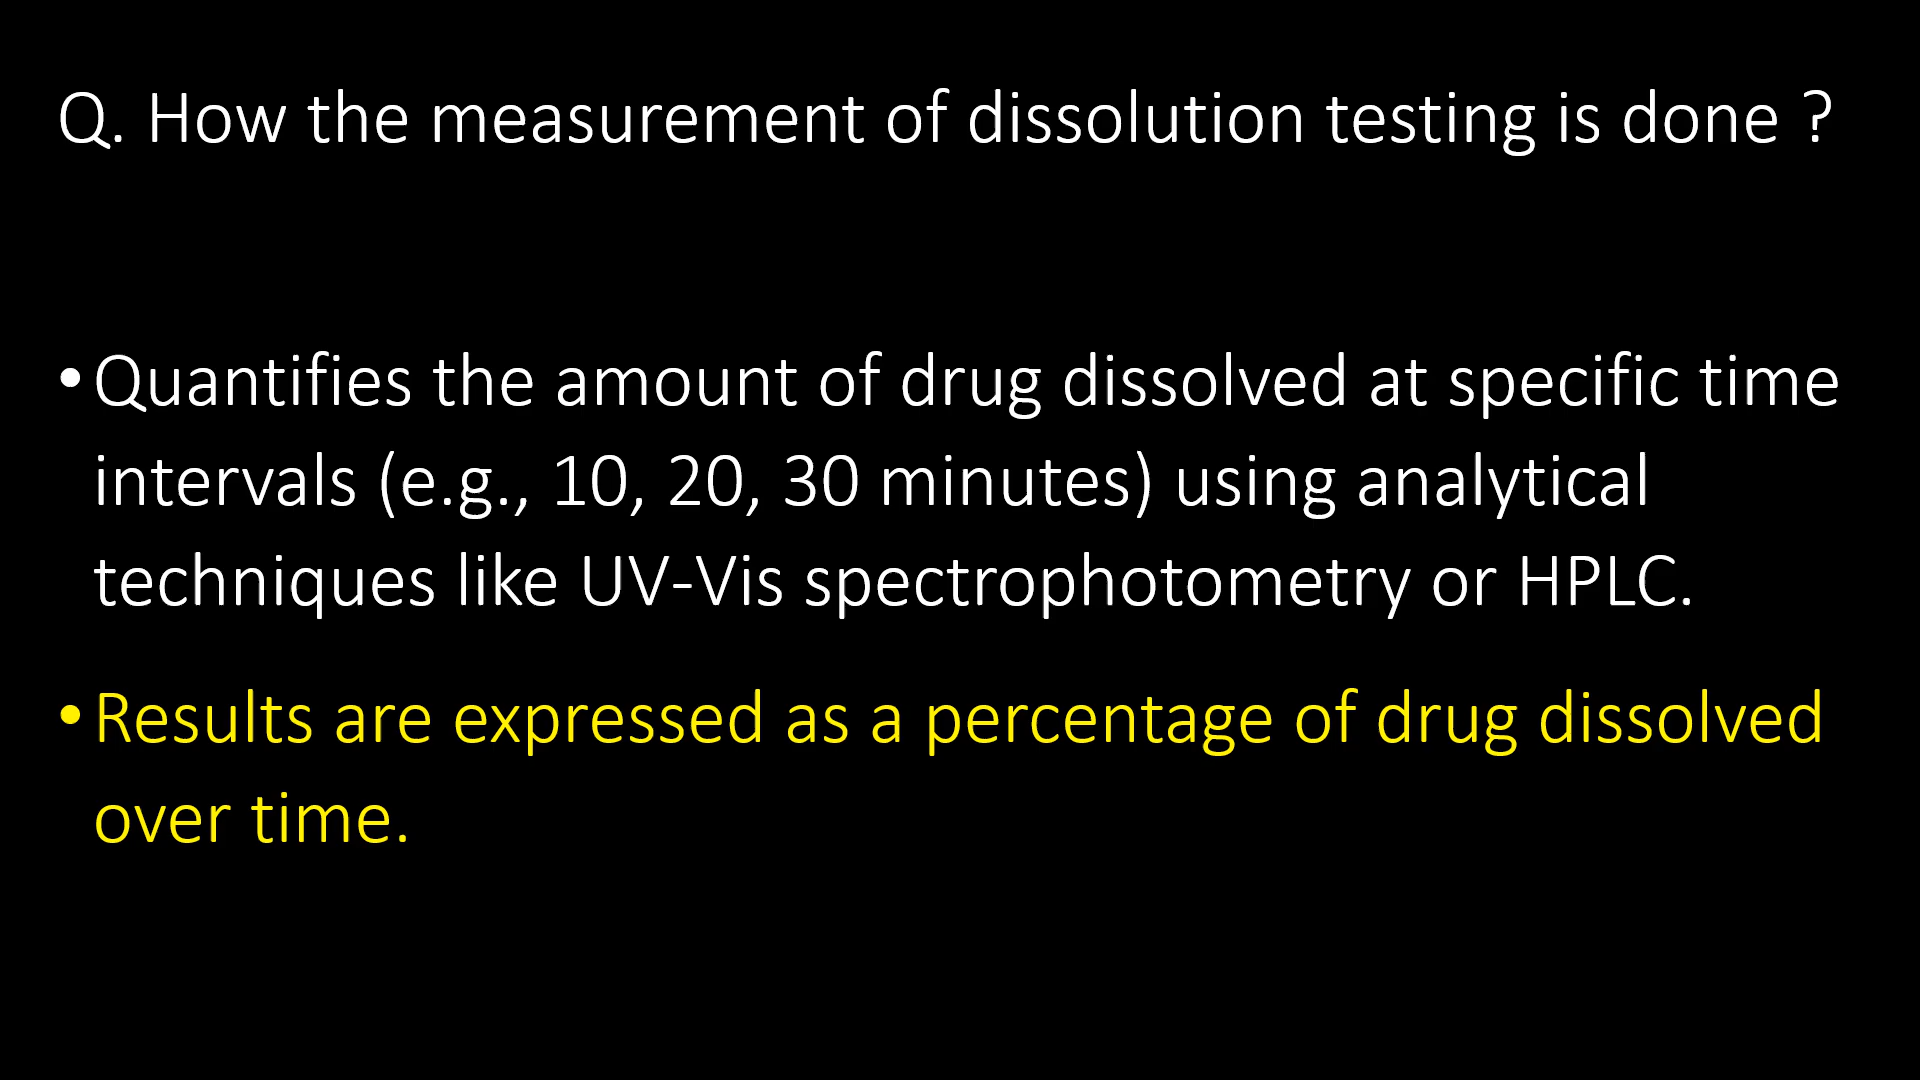 Q. How the measurement of dissolution testing is done ?
•Quantifies the amount of drug dissolved at specific time
intervals (e.g., 10, 20, 30 minutes) using analytical
techniques like UV-Vis spectrophotometry or HPLC.
•Results are expressed as a percentage of drug dissolved
over time.